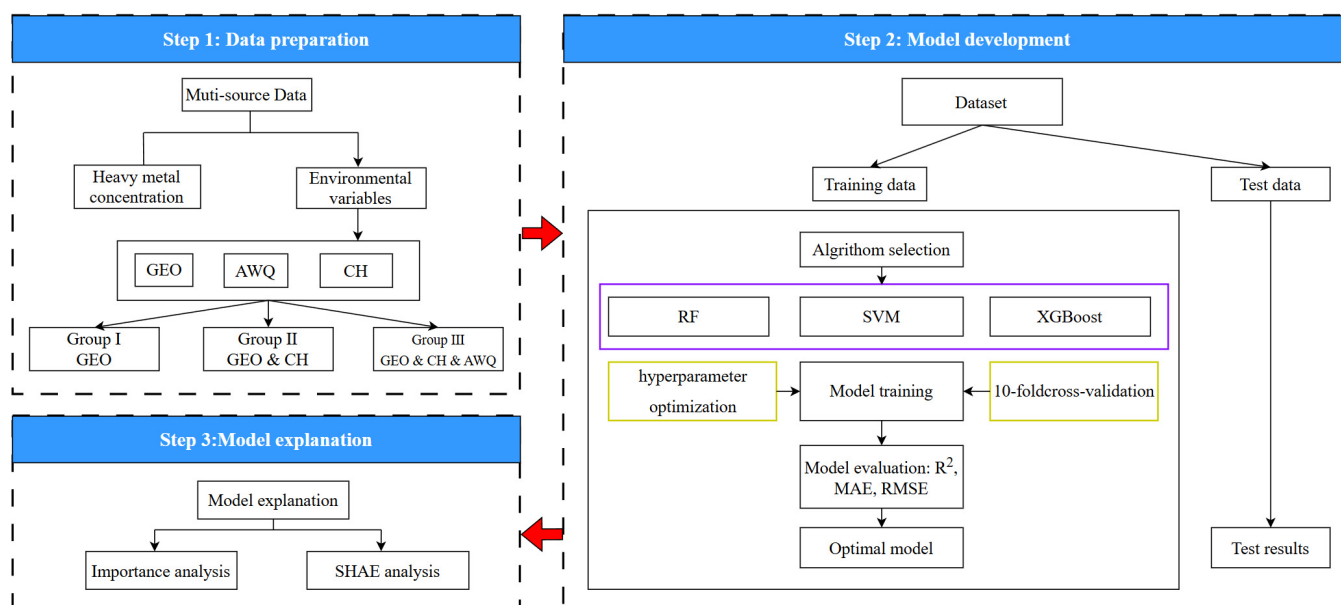 Step 1: Data preparation
Muti-source Data
Heavy metal
concentration
Environmental
variables
GEO
AWQ
CH
Group I
GEO
Group II
GEO & CH
Group III
GEO & CH & AWQ
Step 2: Model development
Dataset
Training data
Test data
Algrithom selection
RF
SVM
XGBoost
hyperparameter
optimization
Model training
10-foldcross-validation
Model evaluation: R²,
MAE, RMSE
Optimal model
Test results
Step 3:Model explanation
Model explanation
Importance analysis
SHAE analysis